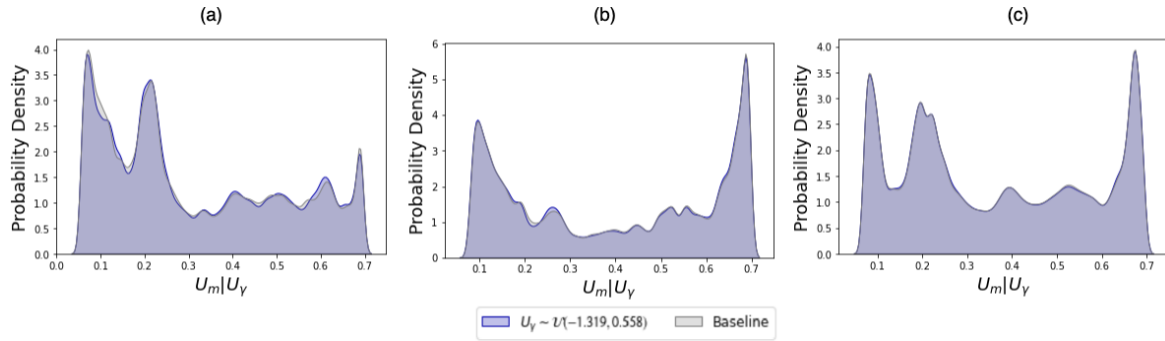 (a)
(b)
(c)
Probability Density
4.0
3.5
3.0
2.5
2.0
1.5
1.0
0.5
0.0
0.0 0.1 0.2 0.3 0.4 0.5 0.6 0.7
U_m|U_γ
Probability Density
6
5
4
3
2
1
0
0.1 0.2 0.3 0.4 0.5 0.6 0.7
U_m|U_γ
Probability Density
4.0
3.5
3.0
2.5
2.0
1.5
1.0
0.5
0.0
0.1 0.2 0.3 0.4 0.5 0.6 0.7
U_m|U_γ
U_γ ~ 𝒰(−1.319, 0.558) Baseline